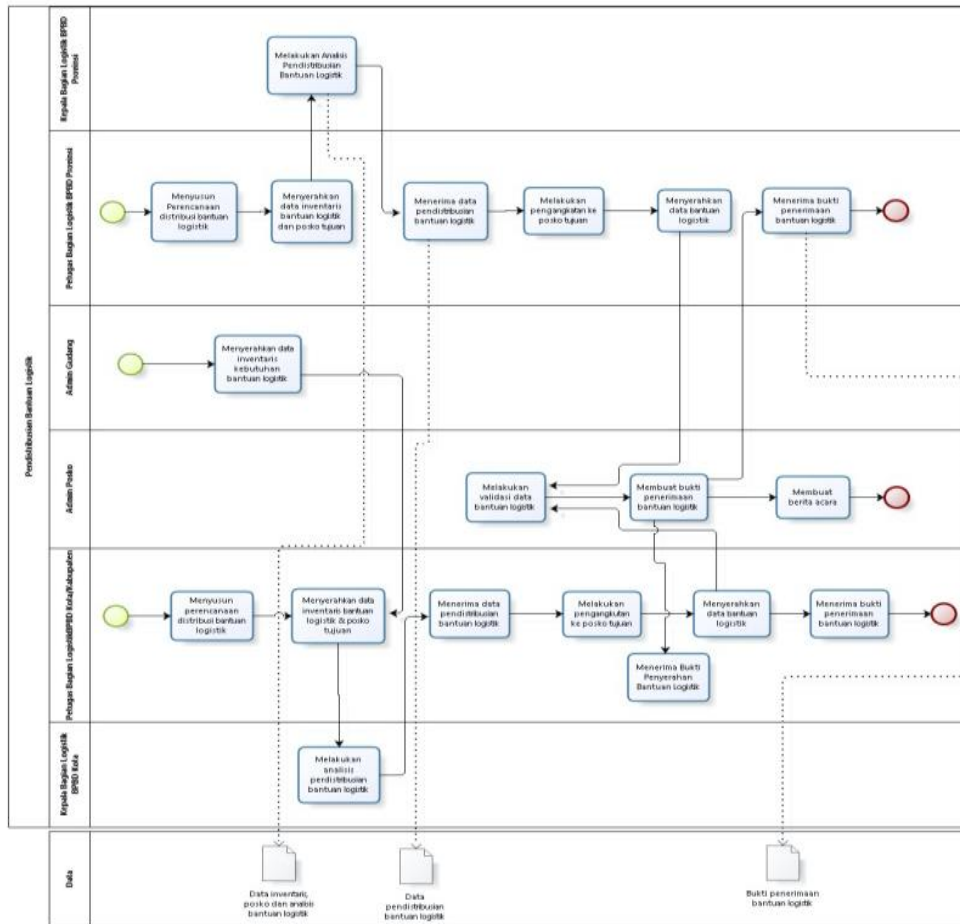 Pendistribusian Bantuan Logistik
Kepala Bagian Logistik BPBD
Provinsi
Melakukan Analisis
Pendistribusian
Bantuan Logistik
Petugas Bagian Logistik BPBD Provinsi
Menyusun
Perencanaan
distribusi bantuan
logistik
Menyerahkan
data inventaris
bantuan logistik
dan posko tujuan
Menerima data
pendistribusian
bantuan logistik
Melakukan
pengangkatan ke
posko tujuan
Menyerahkan
data bantuan
logistik
Menerima bukti
penerimaan
bantuan logistik
Admin Gudang
Menyerahkan data
inventaris
kebutuhan
bantuan logistik
Admin Posko
Melakukan
validasi data
bantuan logistik
Membuat bukti
penerimaan
bantuan logistik
Membuat
berita acara
Petugas Bagian Logistik BPBD Kota/Kabupaten
Menyusun
perencanaan
distribusi bantuan
logistik
Menyerahkan data
inventaris bantuan
logistik & posko
tujuan
Menerima data
pendistribusian
bantuan logistik
Melakukan
pengangkutan
ke posko tujuan
Menyerahkan
data bantuan
logistik
Menerima bukti
penerimaan
bantuan logistik
Menerima Bukti
Penyerahan
Bantuan Logistik
Kepala Bagian Logistik
BPBD Kota
Melakukan
analisis
perdistribusian
bantuan logistik
Data
Data inventaris,
posko dan analisis
bantuan logistik
Data
pendistribusian
bantuan logistik
Bukti penerimaan
bantuan logistik